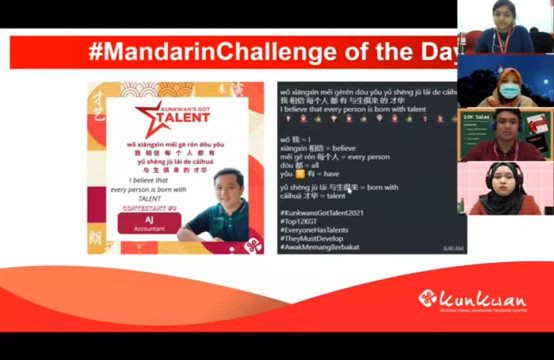 #MandarinChallenge of the Day
KUNKWAN'S GOT
TALENT
wǒ xiāngxìn měi gèrén dōu yǒu
我 相信 每个人 都 有
yǔ shēng jù lái de cáihuá
与 生 俱来 的 才华
I believe that
every person is born with
TALENT
CONTESTANT #9
AJ
Accountant
wǒ xiāngxìn měi gèrén dōu yǒu yǔ shēng jù lái de cáihuá
我 相信 每个人 都 有 与生俱来 的 才华
I believe that every person is born with talent
wǒ 我 = I
xiāngxìn 相信 = believe
měi gè rén 每个人 = every person
dōu 都 = all
yǒu 有 = have
yǔ shēng jù lái 与生俱来 = born with
cáihuá 才华 = talent
#KunkwansGotTalent2021
#Top12KGT
#EveryoneHasTalents
#TheyMustDevelop
#AwakMemangBerbakat
8:46 AM
kunkwan
INTERNATIONAL MANDARIN TRAINING CENTRE